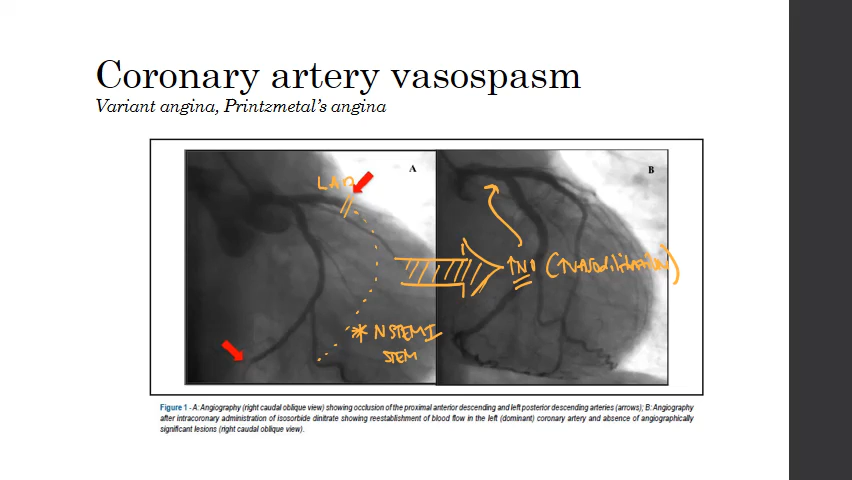 Coronary artery vasospasm
Variant angina, Printzmetal's angina
A
B
LAD
↑NO (↑vasodilitation)
* NSTEMI
STEM
Figure 1 - A: Angiography (right caudal oblique view) showing occlusion of the proximal anterior descending and left posterior descending arteries (arrows); B: Angiography
after intracoronary administration of isosorbide dinitrate showing reestablishment of blood flow in the left (dominant) coronary artery and absence of angiographically
significant lesions (right caudal oblique view).